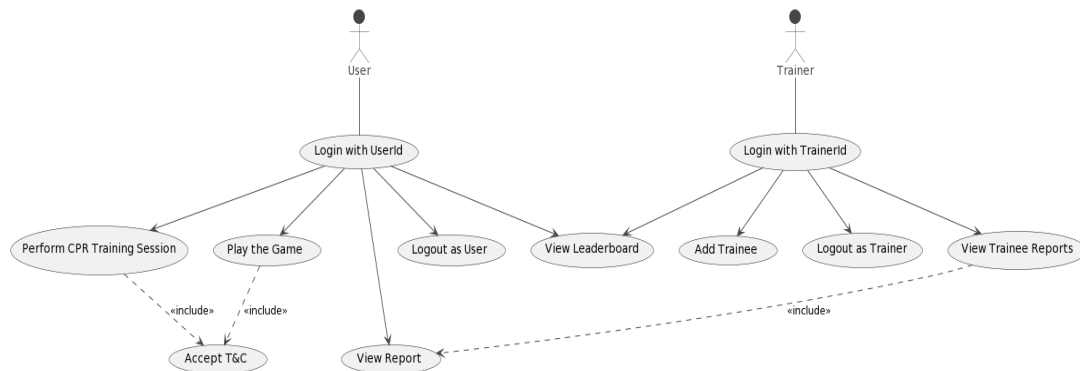 User
Trainer
Login with UserId
Login with TrainerId
Perform CPR Training Session
Play the Game
Logout as User
View Leaderboard
Add Trainee
Logout as Trainer
View Trainee Reports
«include»
«include»
«include»
Accept T&C
View Report